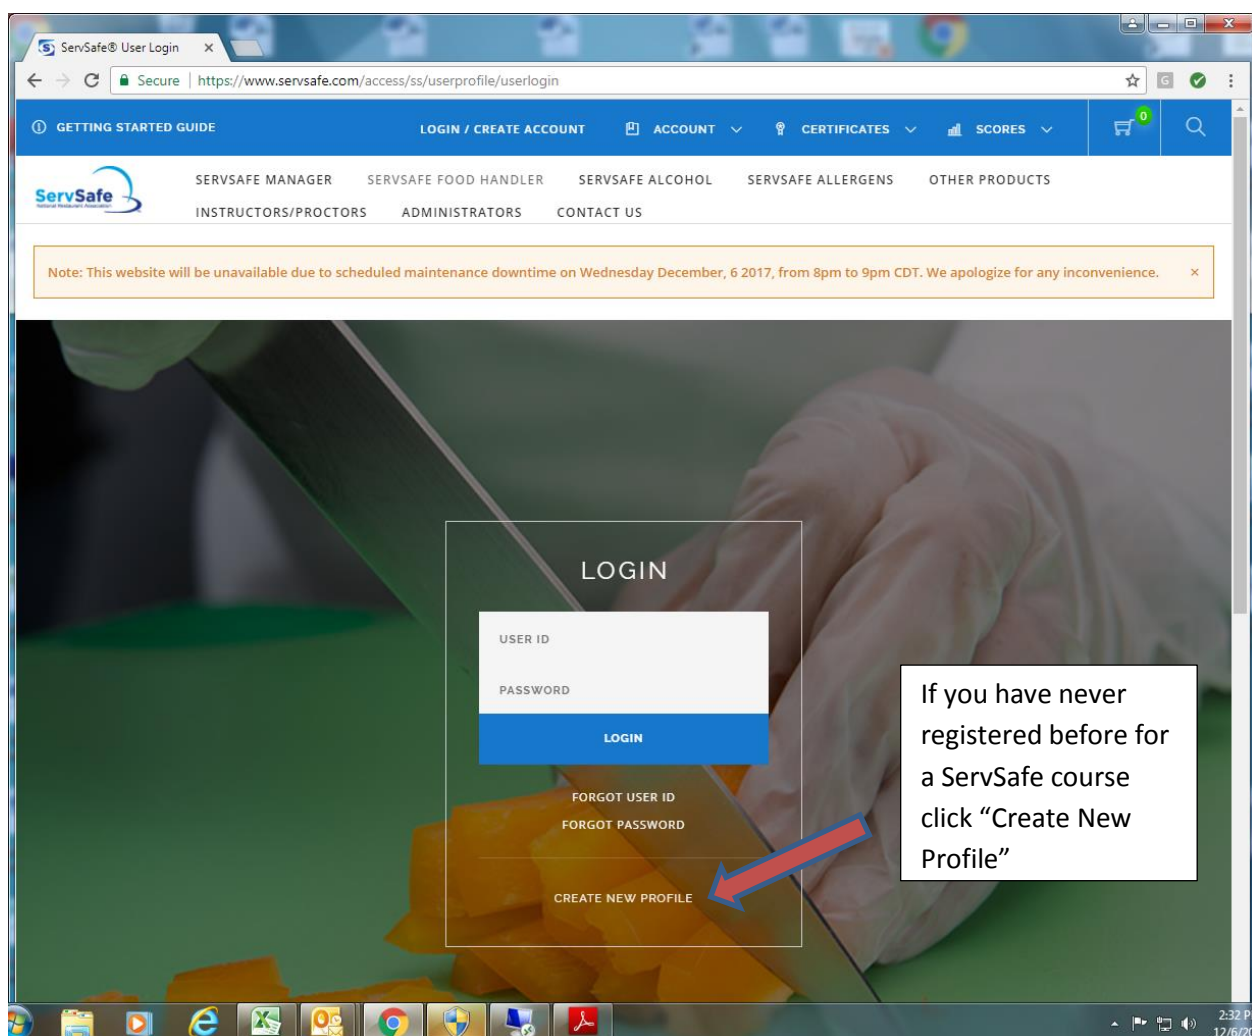 ServSafe® User Login
Secure | https://www.servsafe.com/access/ss/userprofile/userlogin
GETTING STARTED GUIDE
LOGIN / CREATE ACCOUNT
ACCOUNT
CERTIFICATES
SCORES
0
ServSafe
National Restaurant Association
SERVSAFE MANAGER SERVSAFE FOOD HANDLER SERVSAFE ALCOHOL SERVSAFE ALLERGENS OTHER PRODUCTS
INSTRUCTORS/PROCTORS ADMINISTRATORS CONTACT US
Note: This website will be unavailable due to scheduled maintenance downtime on Wednesday December, 6 2017, from 8pm to 9pm CDT. We apologize for any inconvenience. ×
LOGIN
USER ID
PASSWORD
LOGIN
FORGOT USER ID
FORGOT PASSWORD
CREATE NEW PROFILE
If you have never
registered before for
a ServSafe course
click “Create New
Profile”
2:32 P
12/6/20